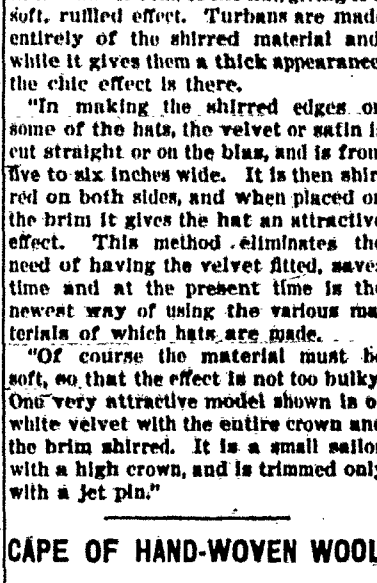 soft, ruffled effect. Turbans are made
entirely of the shirred material and
while it gives them a thick appearance
the chic effect is there.
"In making the shirred edges o
some of the hats, the velvet or satin i
cut straight or on the bias, and is from
five to six inches wide. It is then shir
red on both sides, and when placed o
the brim it gives the hat an attractive
effect. This method eliminates the
need of having the velvet fitted, saves
time and at the present time is the
newest way of using the various ma
terials of which hats are made.
"Of course the material must be
soft, so that the effect is not too bulky
One very attractive model shown is o
white velvet with the entire crown and
the brim shirred. It is a small sailor
with a high crown, and is trimmed only
with a jet pin."
CAPE OF HAND-WOVEN WOOL